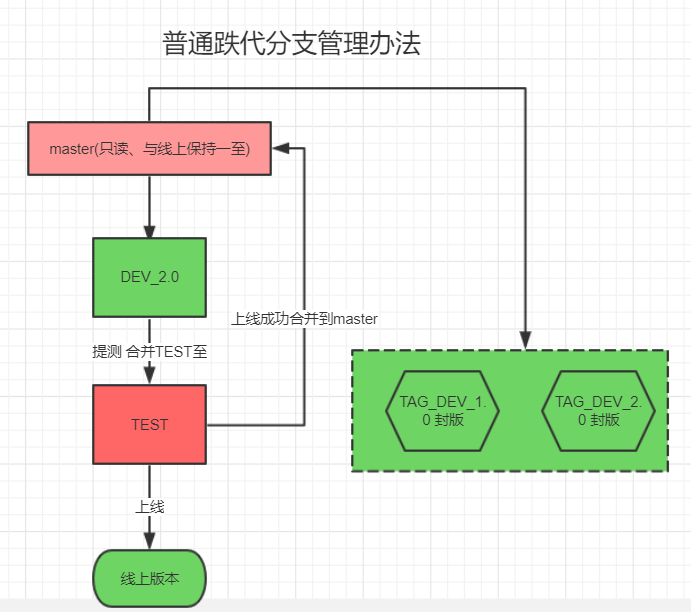 普通跌代分支管理办法
master(只读、与线上保持一至)
DEV_2.0
上线成功合并到master
提测 合并TEST至
TAG_DEV_1.
0 封版
TAG_DEV_2.
0 封版
TEST
上线
线上版本